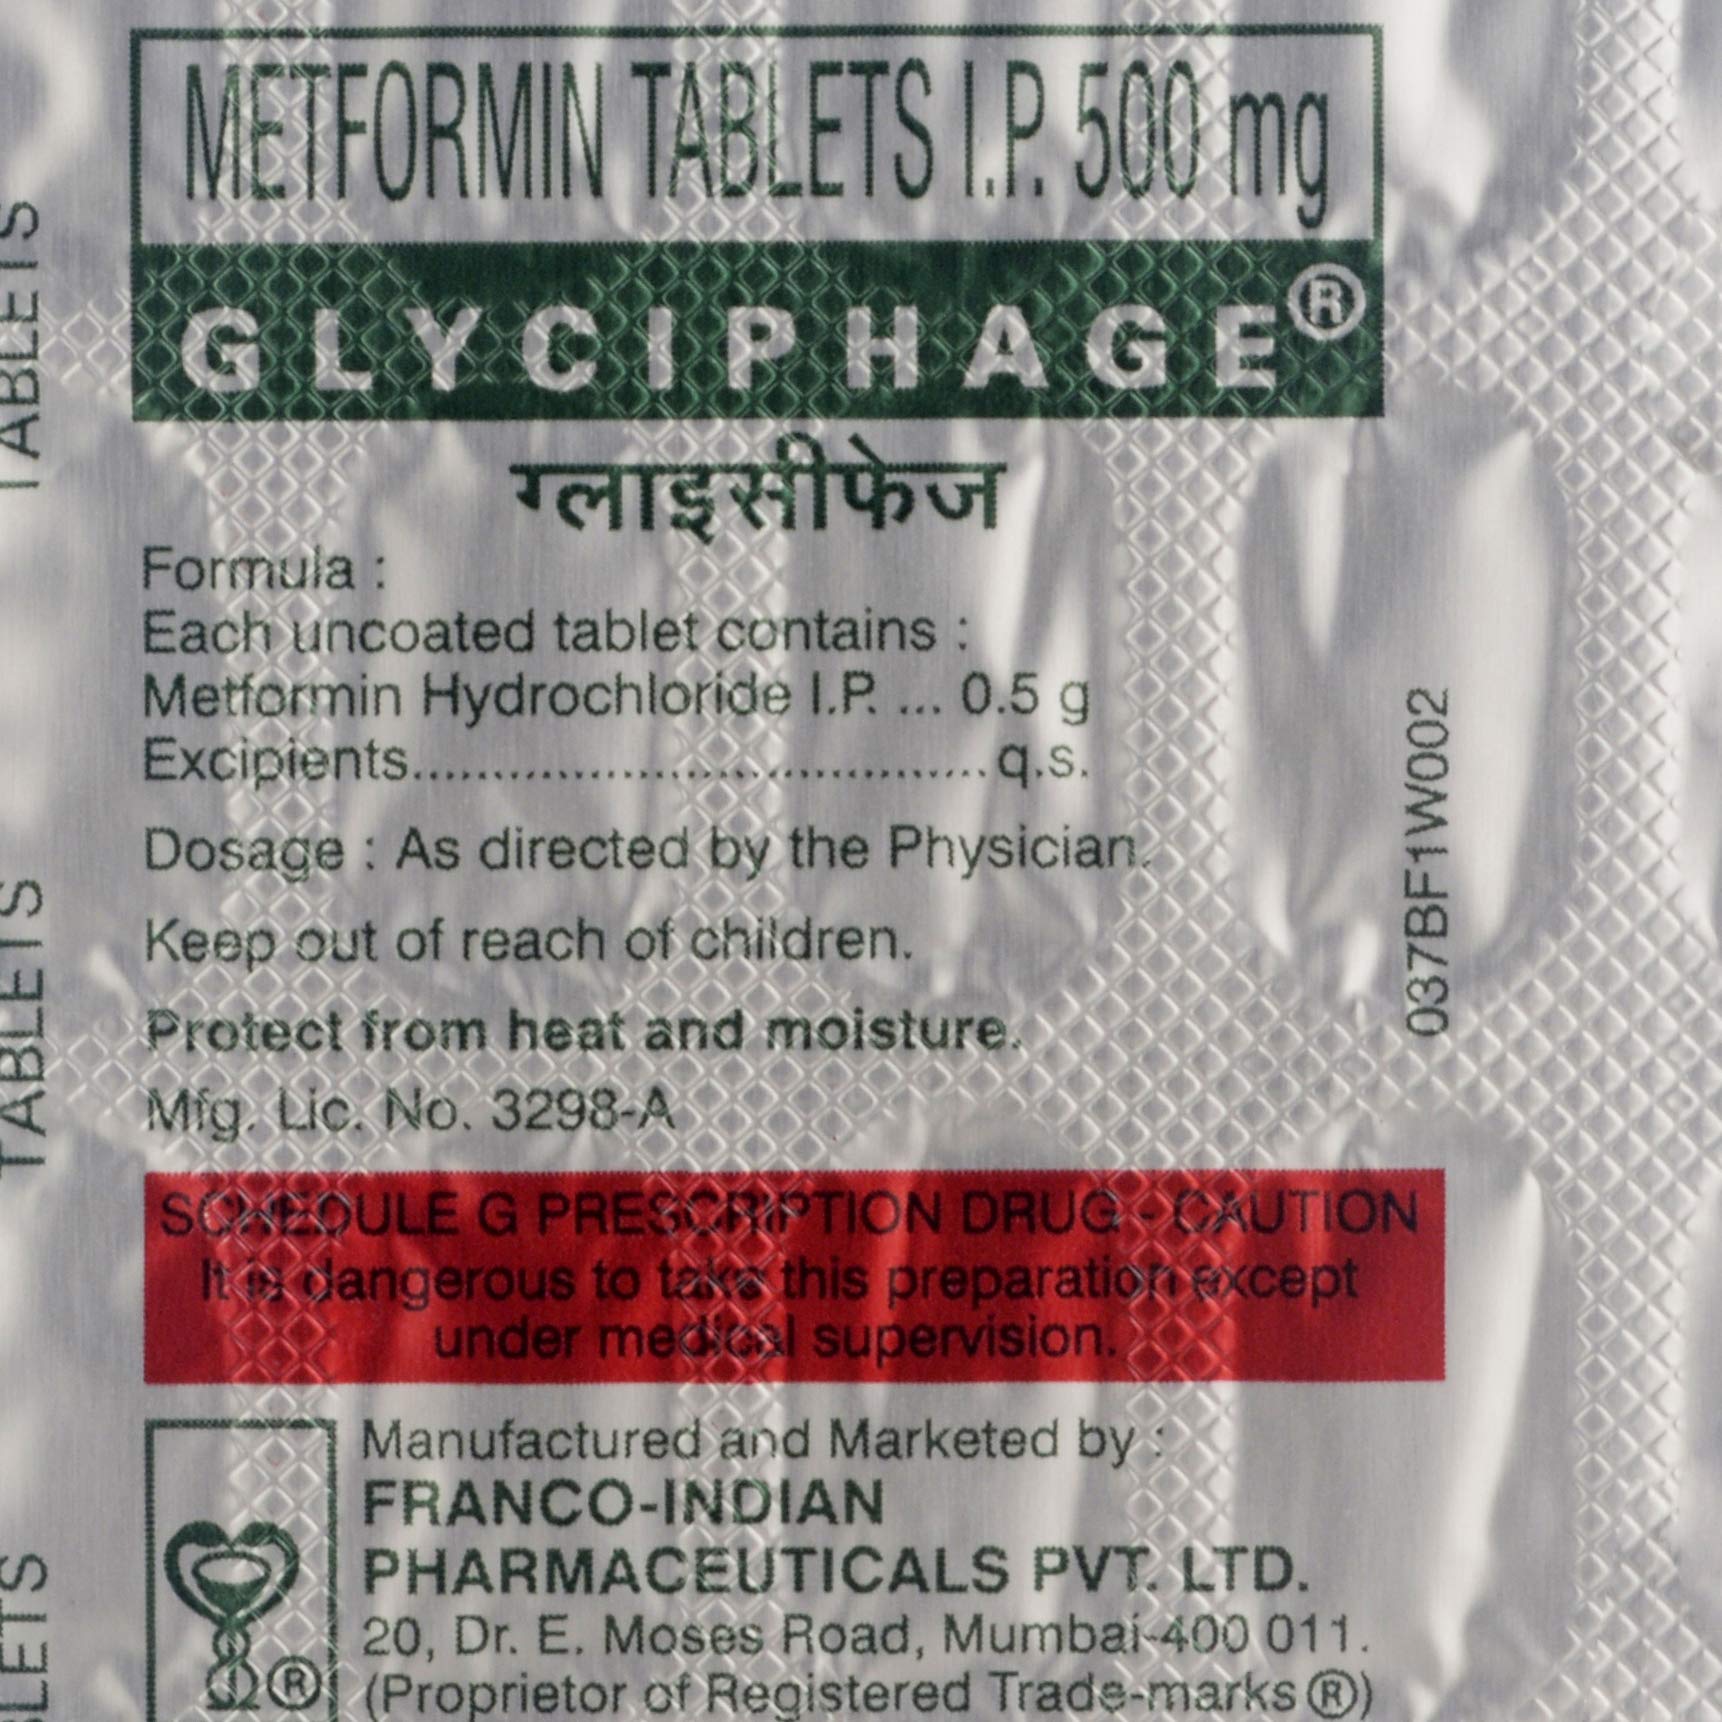 METFORMIN TABLETS I.P. 500 mg
GLYCIPHAGE®
ग्लाइसीफेज
Formula :
Each uncoated tablet contains :
Metformin Hydrochloride I.P. ... 0.5 g
Excipients....................................q.s.
Dosage : As directed by the Physician.
Keep out of reach of children.
Protect from heat and moisture.
Mfg. Lic. No. 3298-A
SCHEDULE G PRESCRIPTION DRUG - CAUTION
It is dangerous to take this preparation except
under medical supervision.
Manufactured and Marketed by :
FRANCO-INDIAN
PHARMACEUTICALS PVT. LTD.
20, Dr. E. Moses Road, Mumbai-400 011.
(Proprietor of Registered Trade-marks ®)
®
037BF1W002
TABLETS
TABLETS